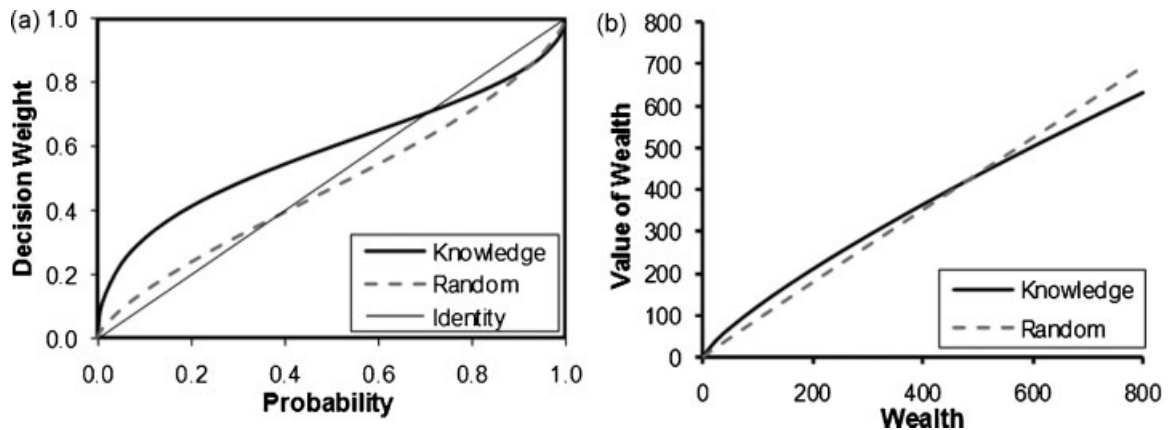 (a)
1.0
0.8
0.6
0.4
0.2
0.0
Decision Weight
Knowledge
Random
Identity
0.0 0.2 0.4 0.6 0.8 1.0
Probability
(b)
800
700
600
500
400
300
200
100
0
Value of Wealth
Knowledge
Random
0 200 400 600 800
Wealth